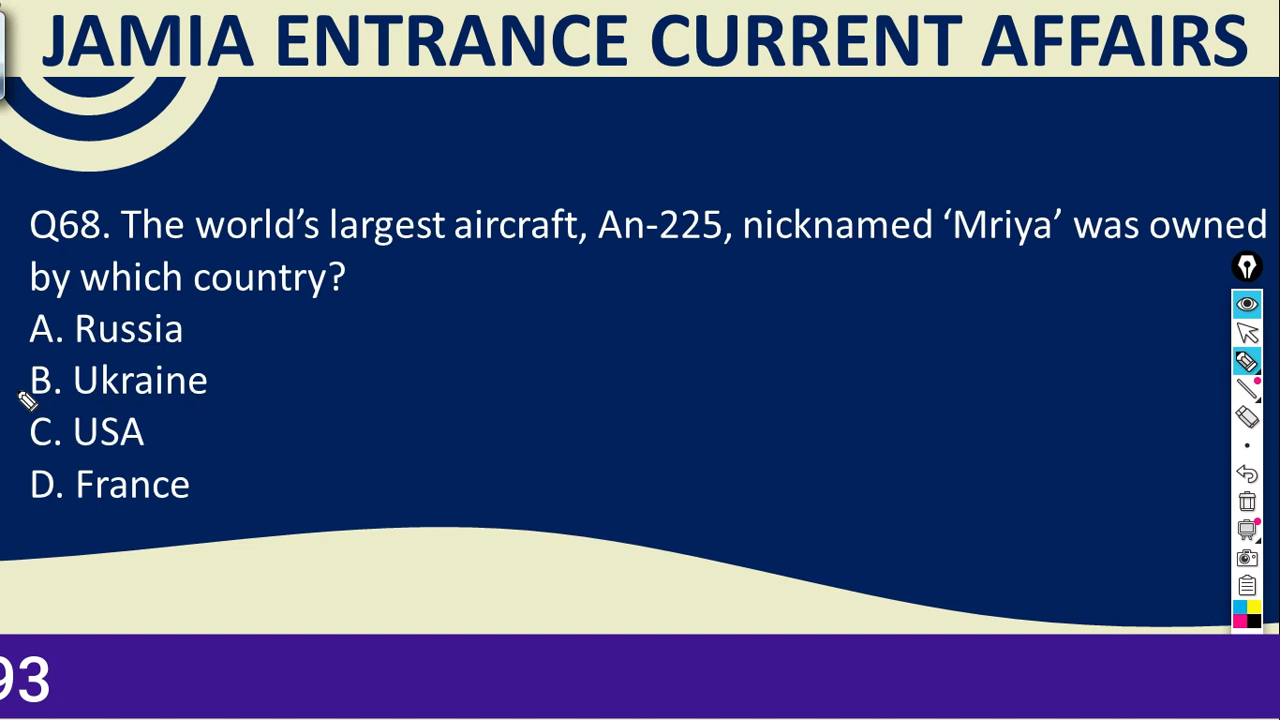 JAMIA ENTRANCE CURRENT AFFAIRS
Q68. The world’s largest aircraft, An-225, nicknamed ‘Mriya’ was owned
by which country?
A. Russia
B. Ukraine
C. USA
D. France
93